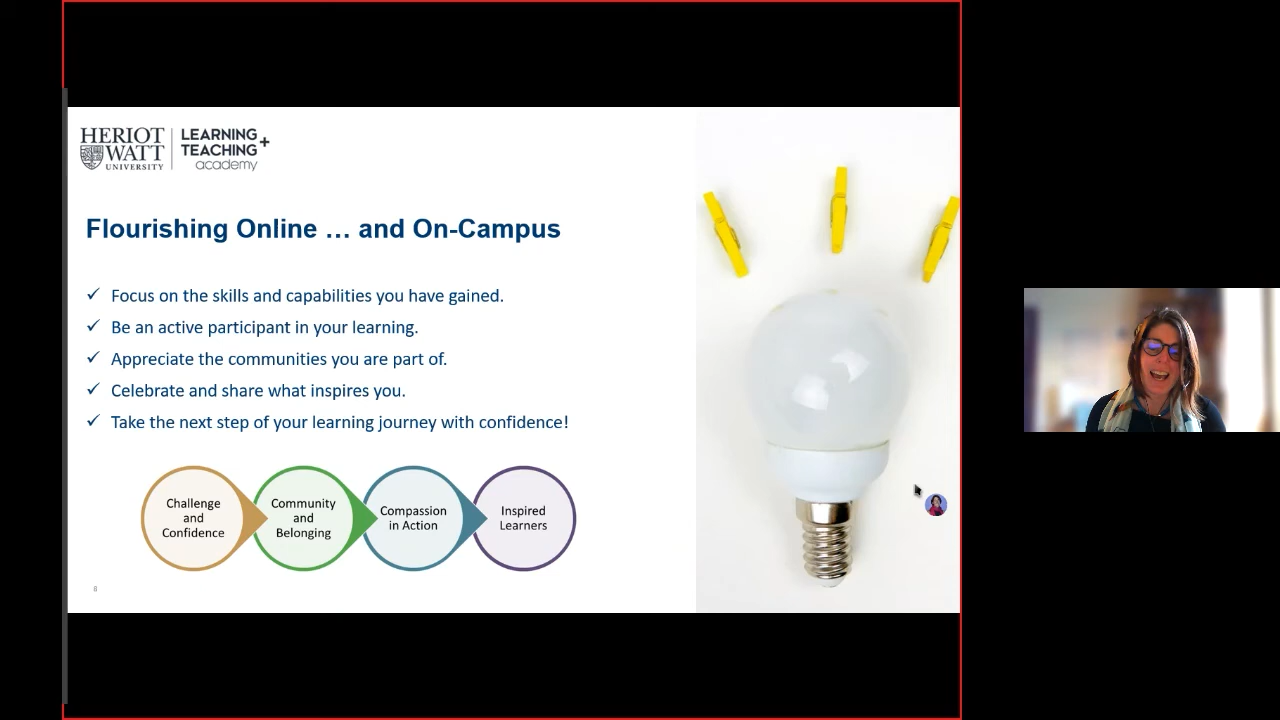 HERIOT
WATT
UNIVERSITY
LEARNING +
TEACHING
academy
Flourishing Online … and On-Campus
✓ Focus on the skills and capabilities you have gained.
✓ Be an active participant in your learning.
✓ Appreciate the communities you are part of.
✓ Celebrate and share what inspires you.
✓ Take the next step of your learning journey with confidence!
Challenge
and
Confidence
Community
and
Belonging
Compassion
in Action
Inspired
Learners
8